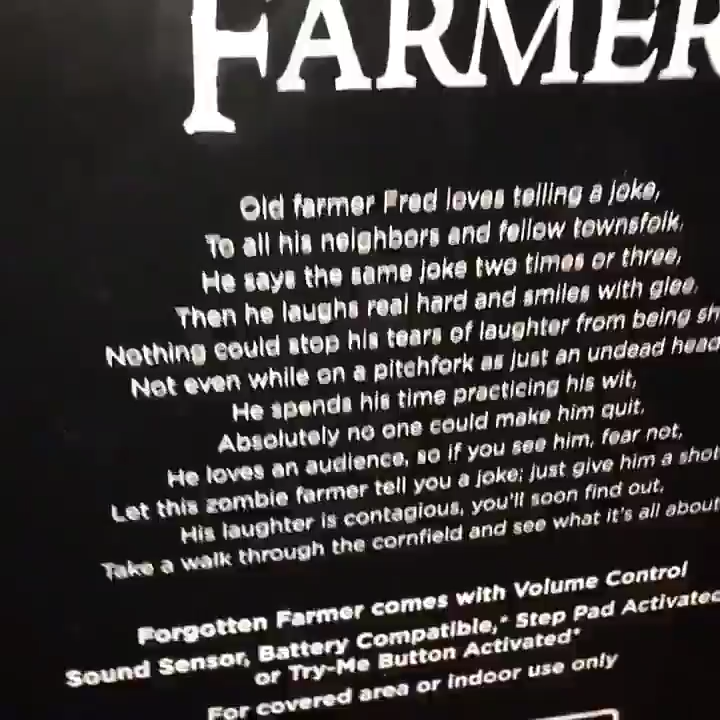 FARMER
Old farmer Fred loves telling a joke,
To all his neighbors and fellow townsfolk.
He says the same joke two times or three,
Then he laughs real hard and smiles with glee.
Nothing could stop his tears of laughter from being
Not even while on a pitchfork as just an undead head
He spends his time practicing his wit,
Absolutely no one could make him quit.
He loves an audience, so if you see him, fear not,
Let this zombie farmer tell you a joke; just give him a shot
His laughter is contagious, you'll soon find out.
Take a walk through the cornfield and see what it's all about
Forgotten Farmer comes with Volume Control
Sound Sensor, Battery Compatible,* Step Pad Activated
or Try-Me Button Activated*
For covered area or indoor use only